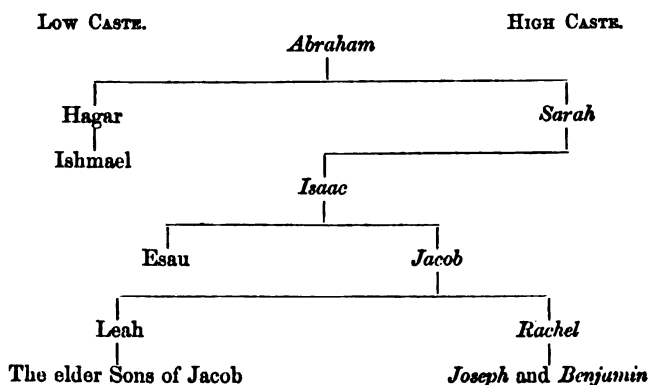 LOW CASTE. HIGH CASTE.
Abraham
Hagar Sarah
Ishmael
Isaac
Esau Jacob
Leah Rachel
The elder Sons of Jacob Joseph and Benjamin